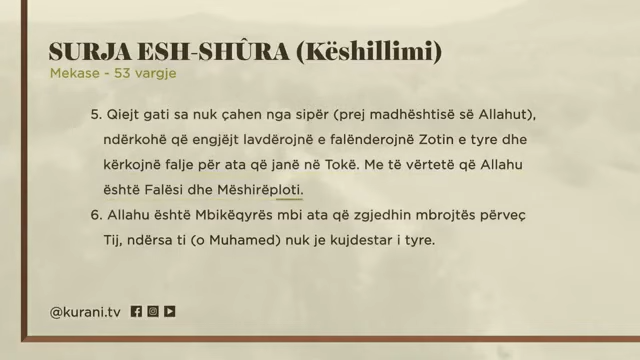 SURJA ESH-SHÛRA (Këshillimi)
Mekase - 53 vargje
5. Qiejt gati sa nuk çahen nga sipër (prej madhështisë së Allahut),
ndërkohë që engjëjt lavdërojnë e falënderojnë Zotin e tyre dhe
kërkojnë falje për ata që janë në Tokë. Me të vërtetë që Allahu
është Falësi dhe Mëshirëploti.
6. Allahu është Mbikëqyrës mbi ata që zgjedhin mbrojtës përveç
Tij, ndërsa ti (o Muhamed) nuk je kujdestar i tyre.
@kurani.tv